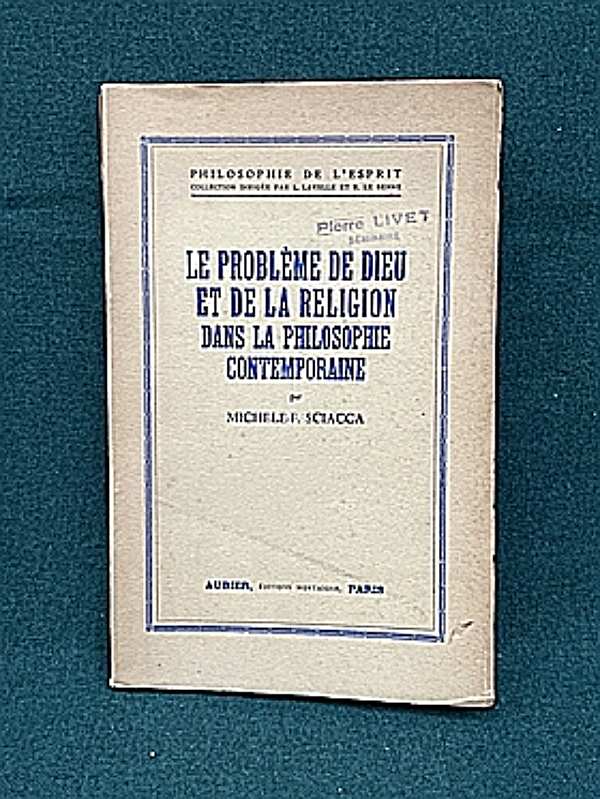 PHILOSOPHIE DE L'ESPRIT
COLLECTION DIRIGÉE PAR L. LAVELLE ET R. LE SENNE
Pierre LIVET
SÉMINAIRE
LE PROBLÈME DE DIEU
ET DE LA RELIGION
DANS LA PHILOSOPHIE
CONTEMPORAINE
par
MICHELE F. SCIACCA
AUBIER, ÉDITIONS MONTAIGNE, PARIS